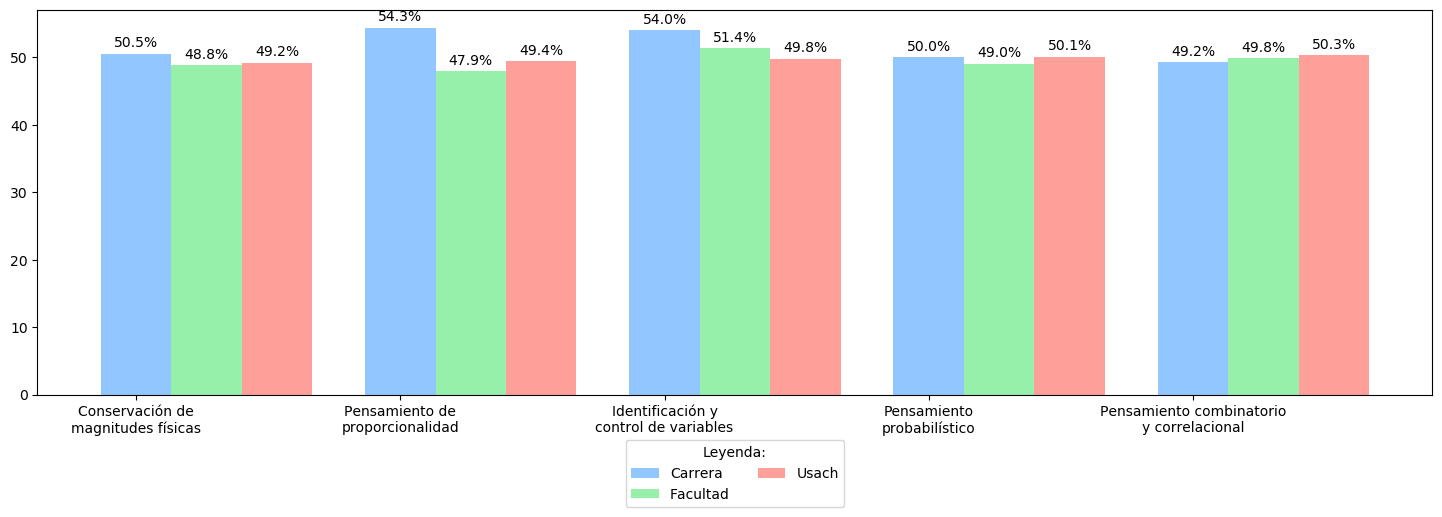 54.3%
54.0%
50.5%
48.8%
49.2%
47.9%
49.4%
51.4%
49.8%
50.0%
49.0%
50.1%
49.2%
49.8%
50.3%
50
40
30
20
10
0
Conservación de
magnitudes físicas
Pensamiento de
proporcionalidad
Identificación y
control de variables
Pensamiento
probabilístico
Pensamiento combinatorio
y correlacional
Leyenda:
Carrera
Facultad
Usach